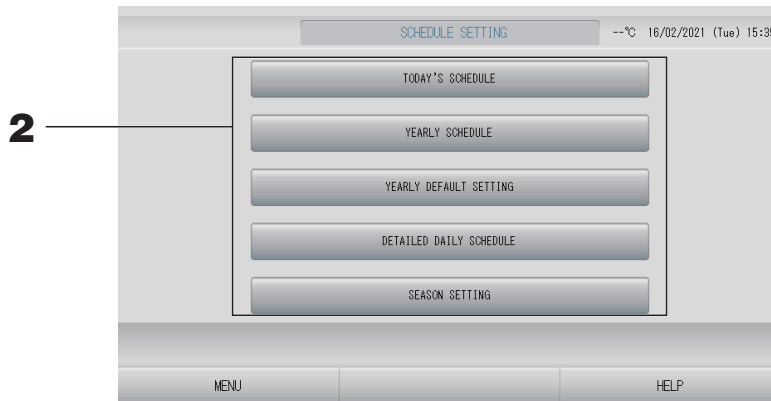 SCHEDULE SETTING --°C 16/02/2021 (Tue) 15:35
TODAY'S SCHEDULE
2
YEARLY SCHEDULE
YEARLY DEFAULT SETTING
DETAILED DAILY SCHEDULE
SEASON SETTING
MENU HELP